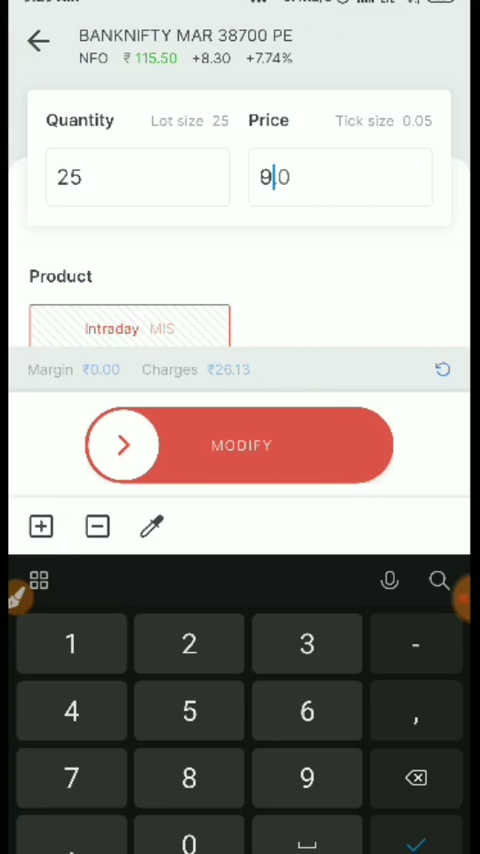 BANKNIFTY MAR 38700 PE
NFO ₹ 115.50 +8.30 +7.74%
Quantity Lot size 25 Price Tick size 0.05
25 9.0
Product
Intraday MIS
Margin ₹0.00 Charges ₹26.13
MODIFY
1 2 3 -
4 5 6 ,
7 8 9
. 0